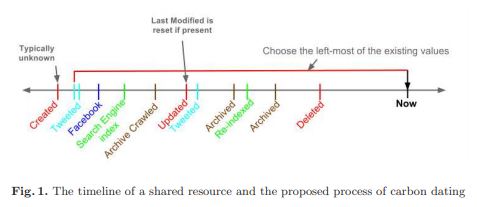 Last Modified is
reset if present
Typically
unknown
Choose the left-most of the existing values
Created
Tweeted
Facebook
Search Engine
index
Archive Crawled
Updated
Tweeted
Archived
Re-indexed
Archived
Deleted
Now
Fig. 1. The timeline of a shared resource and the proposed process of carbon dating